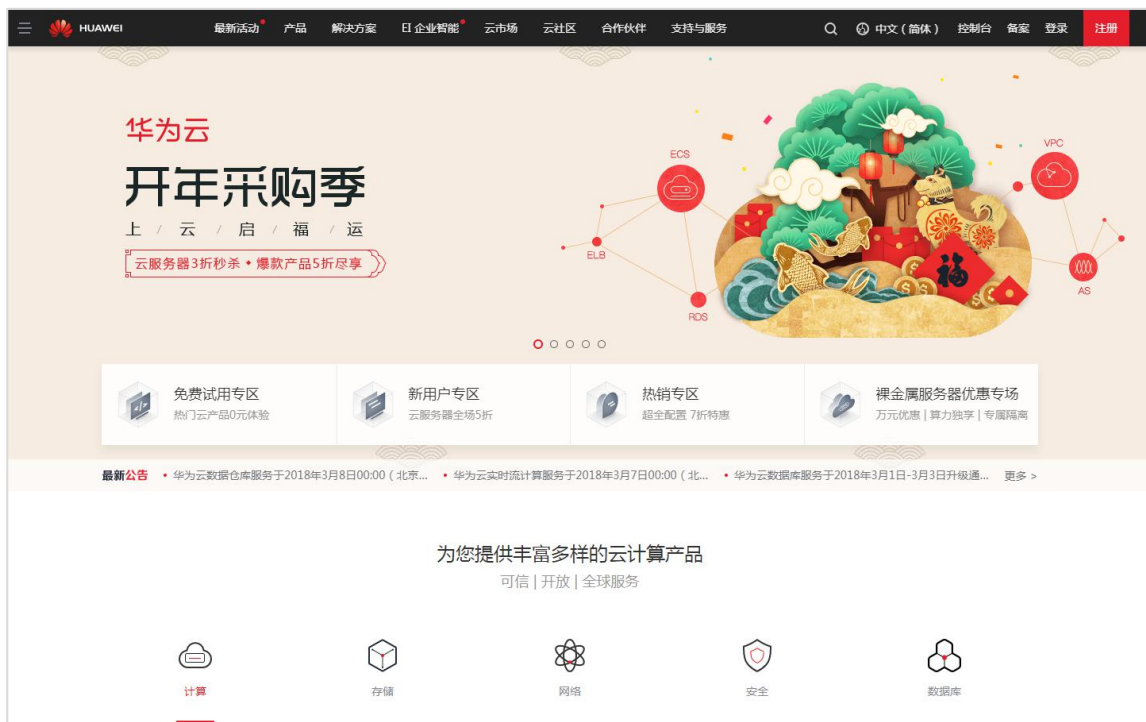 HUAWEI 最新活动 产品 解决方案 EI 企业智能 云市场 云社区 合作伙伴 支持与服务 中文（简体） 控制台 备案 登录 注册
华为云
开年采购季
上 / 云 / 启 / 福 / 运
云服务器3折秒杀 • 爆款产品5折尽享
ECS
VPC
ELB
AS
RDS
福
免费试用专区
热门云产品0元体验
新用户专区
云服务器全场5折
热销专区
超全配置 7折特惠
裸金属服务器优惠专场
万元优惠 | 算力独享 | 专属隔离
最新公告 • 华为云数据仓库服务于2018年3月8日00:00（北京... • 华为云实时流计算服务于2018年3月7日00:00（北... • 华为云数据库服务于2018年3月1日-3月3日升级通... 更多 >
为您提供丰富多样的云计算产品
可信 | 开放 | 全球服务
计算 存储 网络 安全 数据库